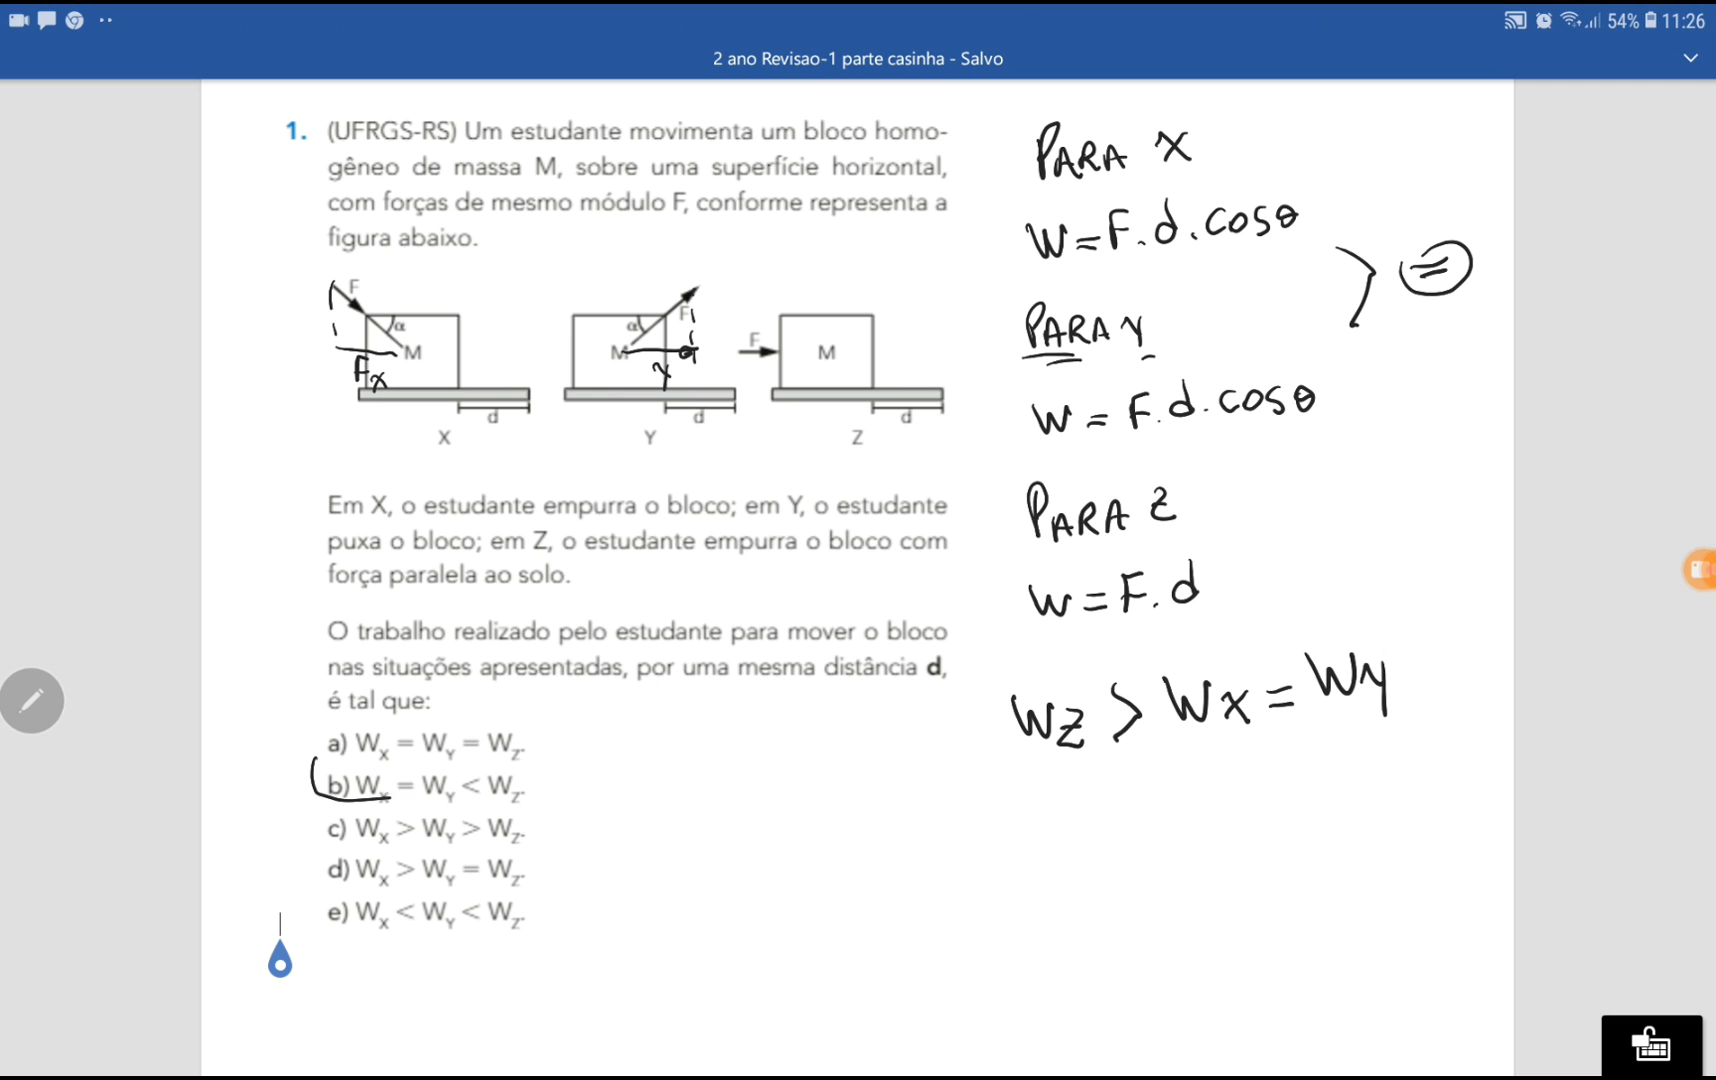 54% 11:26
2 ano Revisao-1 parte casinha - Salvo
1. (UFRGS-RS) Um estudante movimenta um bloco homo-
gêneo de massa M, sobre uma superfície horizontal,
com forças de mesmo módulo F, conforme representa a
figura abaixo.
F α M Fx d X
F α M x d Y
F M d Z
Em X, o estudante empurra o bloco; em Y, o estudante
puxa o bloco; em Z, o estudante empurra o bloco com
força paralela ao solo.
O trabalho realizado pelo estudante para mover o bloco
nas situações apresentadas, por uma mesma distância d,
é tal que:
a) Wx = WY = WZ.
b) Wx = WY < WZ.
c) Wx > WY > WZ.
d) Wx > WY = WZ.
e) Wx < WY < WZ.
PARA X
W = F.d.cosθ
PARA Y
W = F.d.cosθ
=
PARA Z
W = F.d
WZ > WX = WY